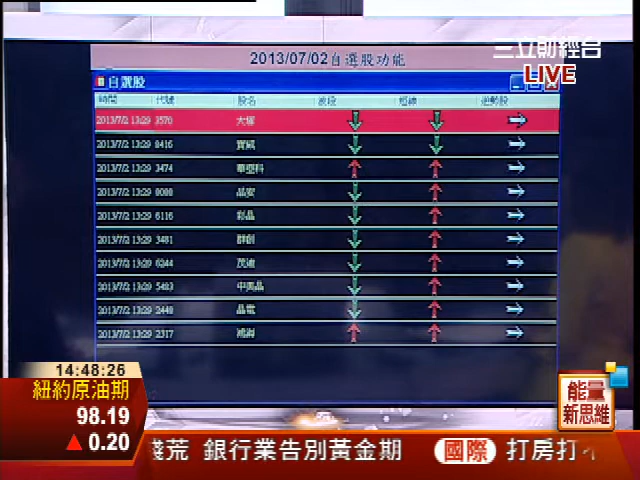 三立財經台
LIVE
2013/07/02自選股功能
自選股
時間 代號 股名 波段 短線 逆勢股
2013/7/2 13:29 3570 大塚
2013/7/2 13:29 8416 實威
2013/7/2 13:29 3474 華亞科
2013/7/2 13:29 8088 品安
2013/7/2 13:29 6116 彩晶
2013/7/2 13:29 3481 群創
2013/7/2 13:29 6244 茂迪
2013/7/2 13:29 5483 中美晶
2013/7/2 13:29 2448 晶電
2013/7/2 13:29 2317 鴻海
14:48:26
紐約原油期
98.19
▲0.20
能量
新思維
錢荒 銀行業告別黃金期 國際 打房打不